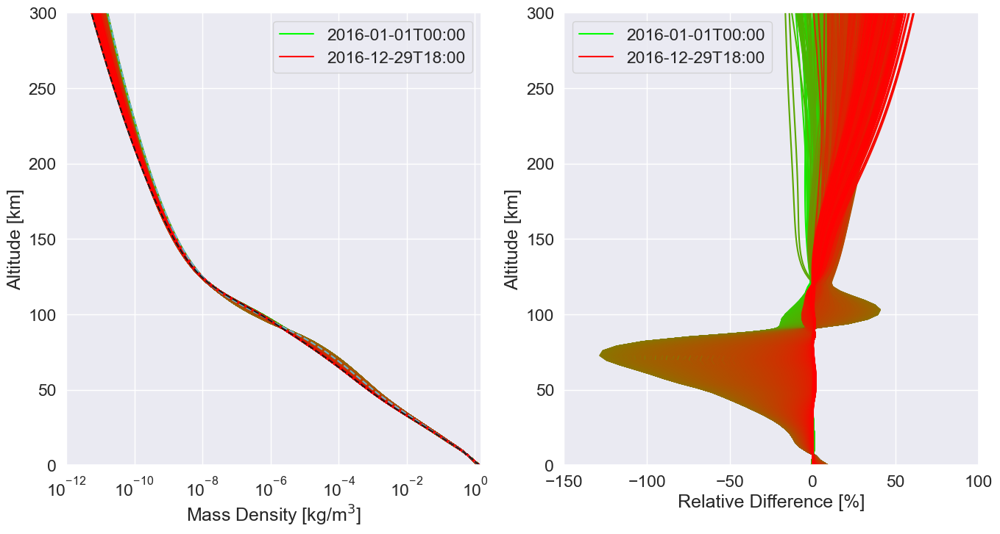 300
250
200
150
100
50
0
Altitude [km]
2016-01-01T00:00
2016-12-29T18:00
10⁻¹² 10⁻¹⁰ 10⁻⁸ 10⁻⁶ 10⁻⁴ 10⁻² 10⁰
Mass Density [kg/m³]
300
250
200
150
100
50
0
Altitude [km]
2016-01-01T00:00
2016-12-29T18:00
−150 −100 −50 0 50 100
Relative Difference [%]